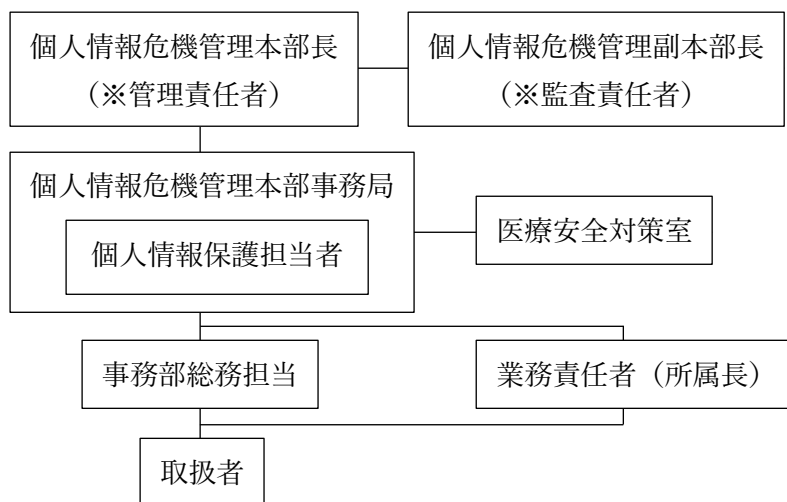 個人情報危機管理本部長
（※管理責任者）
個人情報危機管理副本部長
（※監査責任者）
個人情報危機管理本部事務局
個人情報保護担当者
医療安全対策室
事務部総務担当
業務責任者（所属長）
取扱者